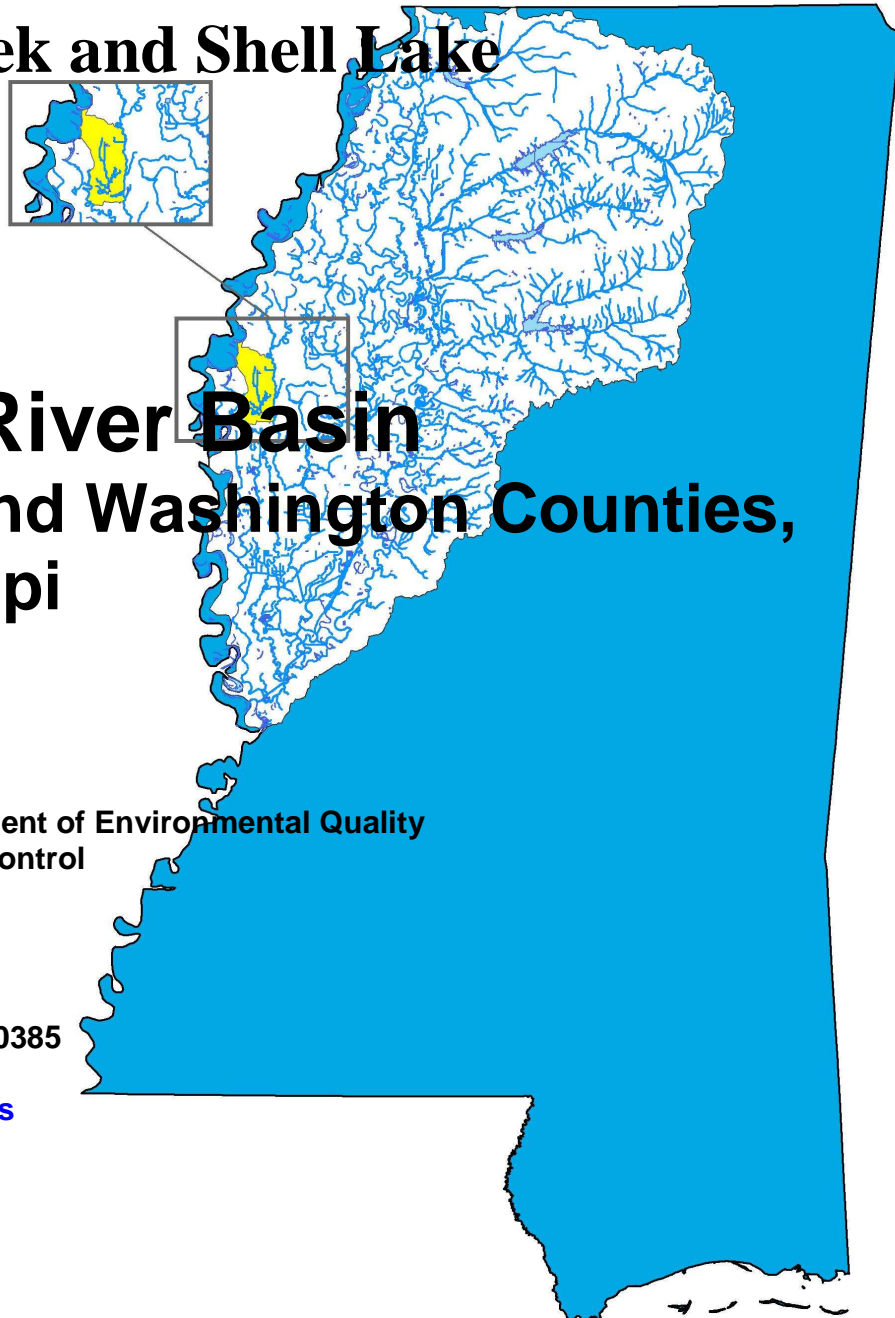 ek and Shell Lake
River Basin
nd Washington Counties,
pi
ent of Environmental Quality
ontrol
0385
s